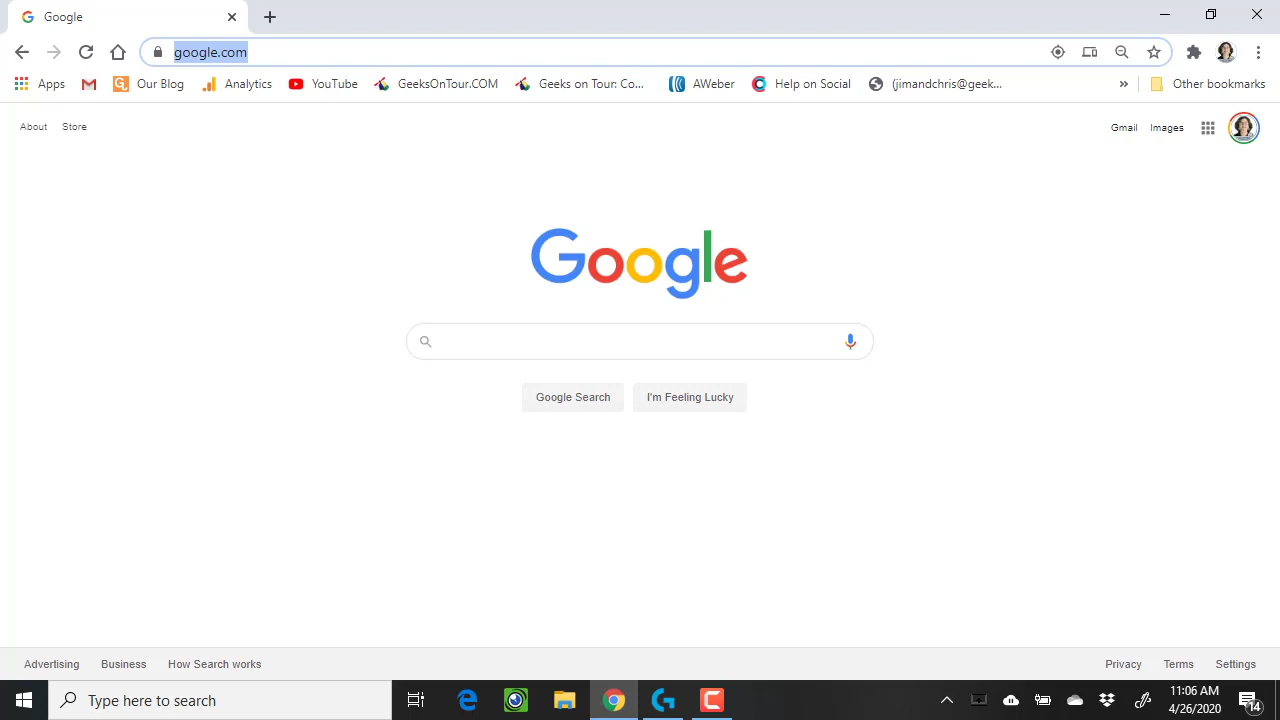 Google
google.com
Apps Our Blog Analytics YouTube GeeksOnTour.COM Geeks on Tour: Co... AWeber Help on Social (jimandchris@geek... » Other bookmarks
About Store Gmail Images
Google
Google Search I'm Feeling Lucky
Advertising Business How Search works Privacy Terms Settings
Type here to search
11:06 AM
4/26/2020
14